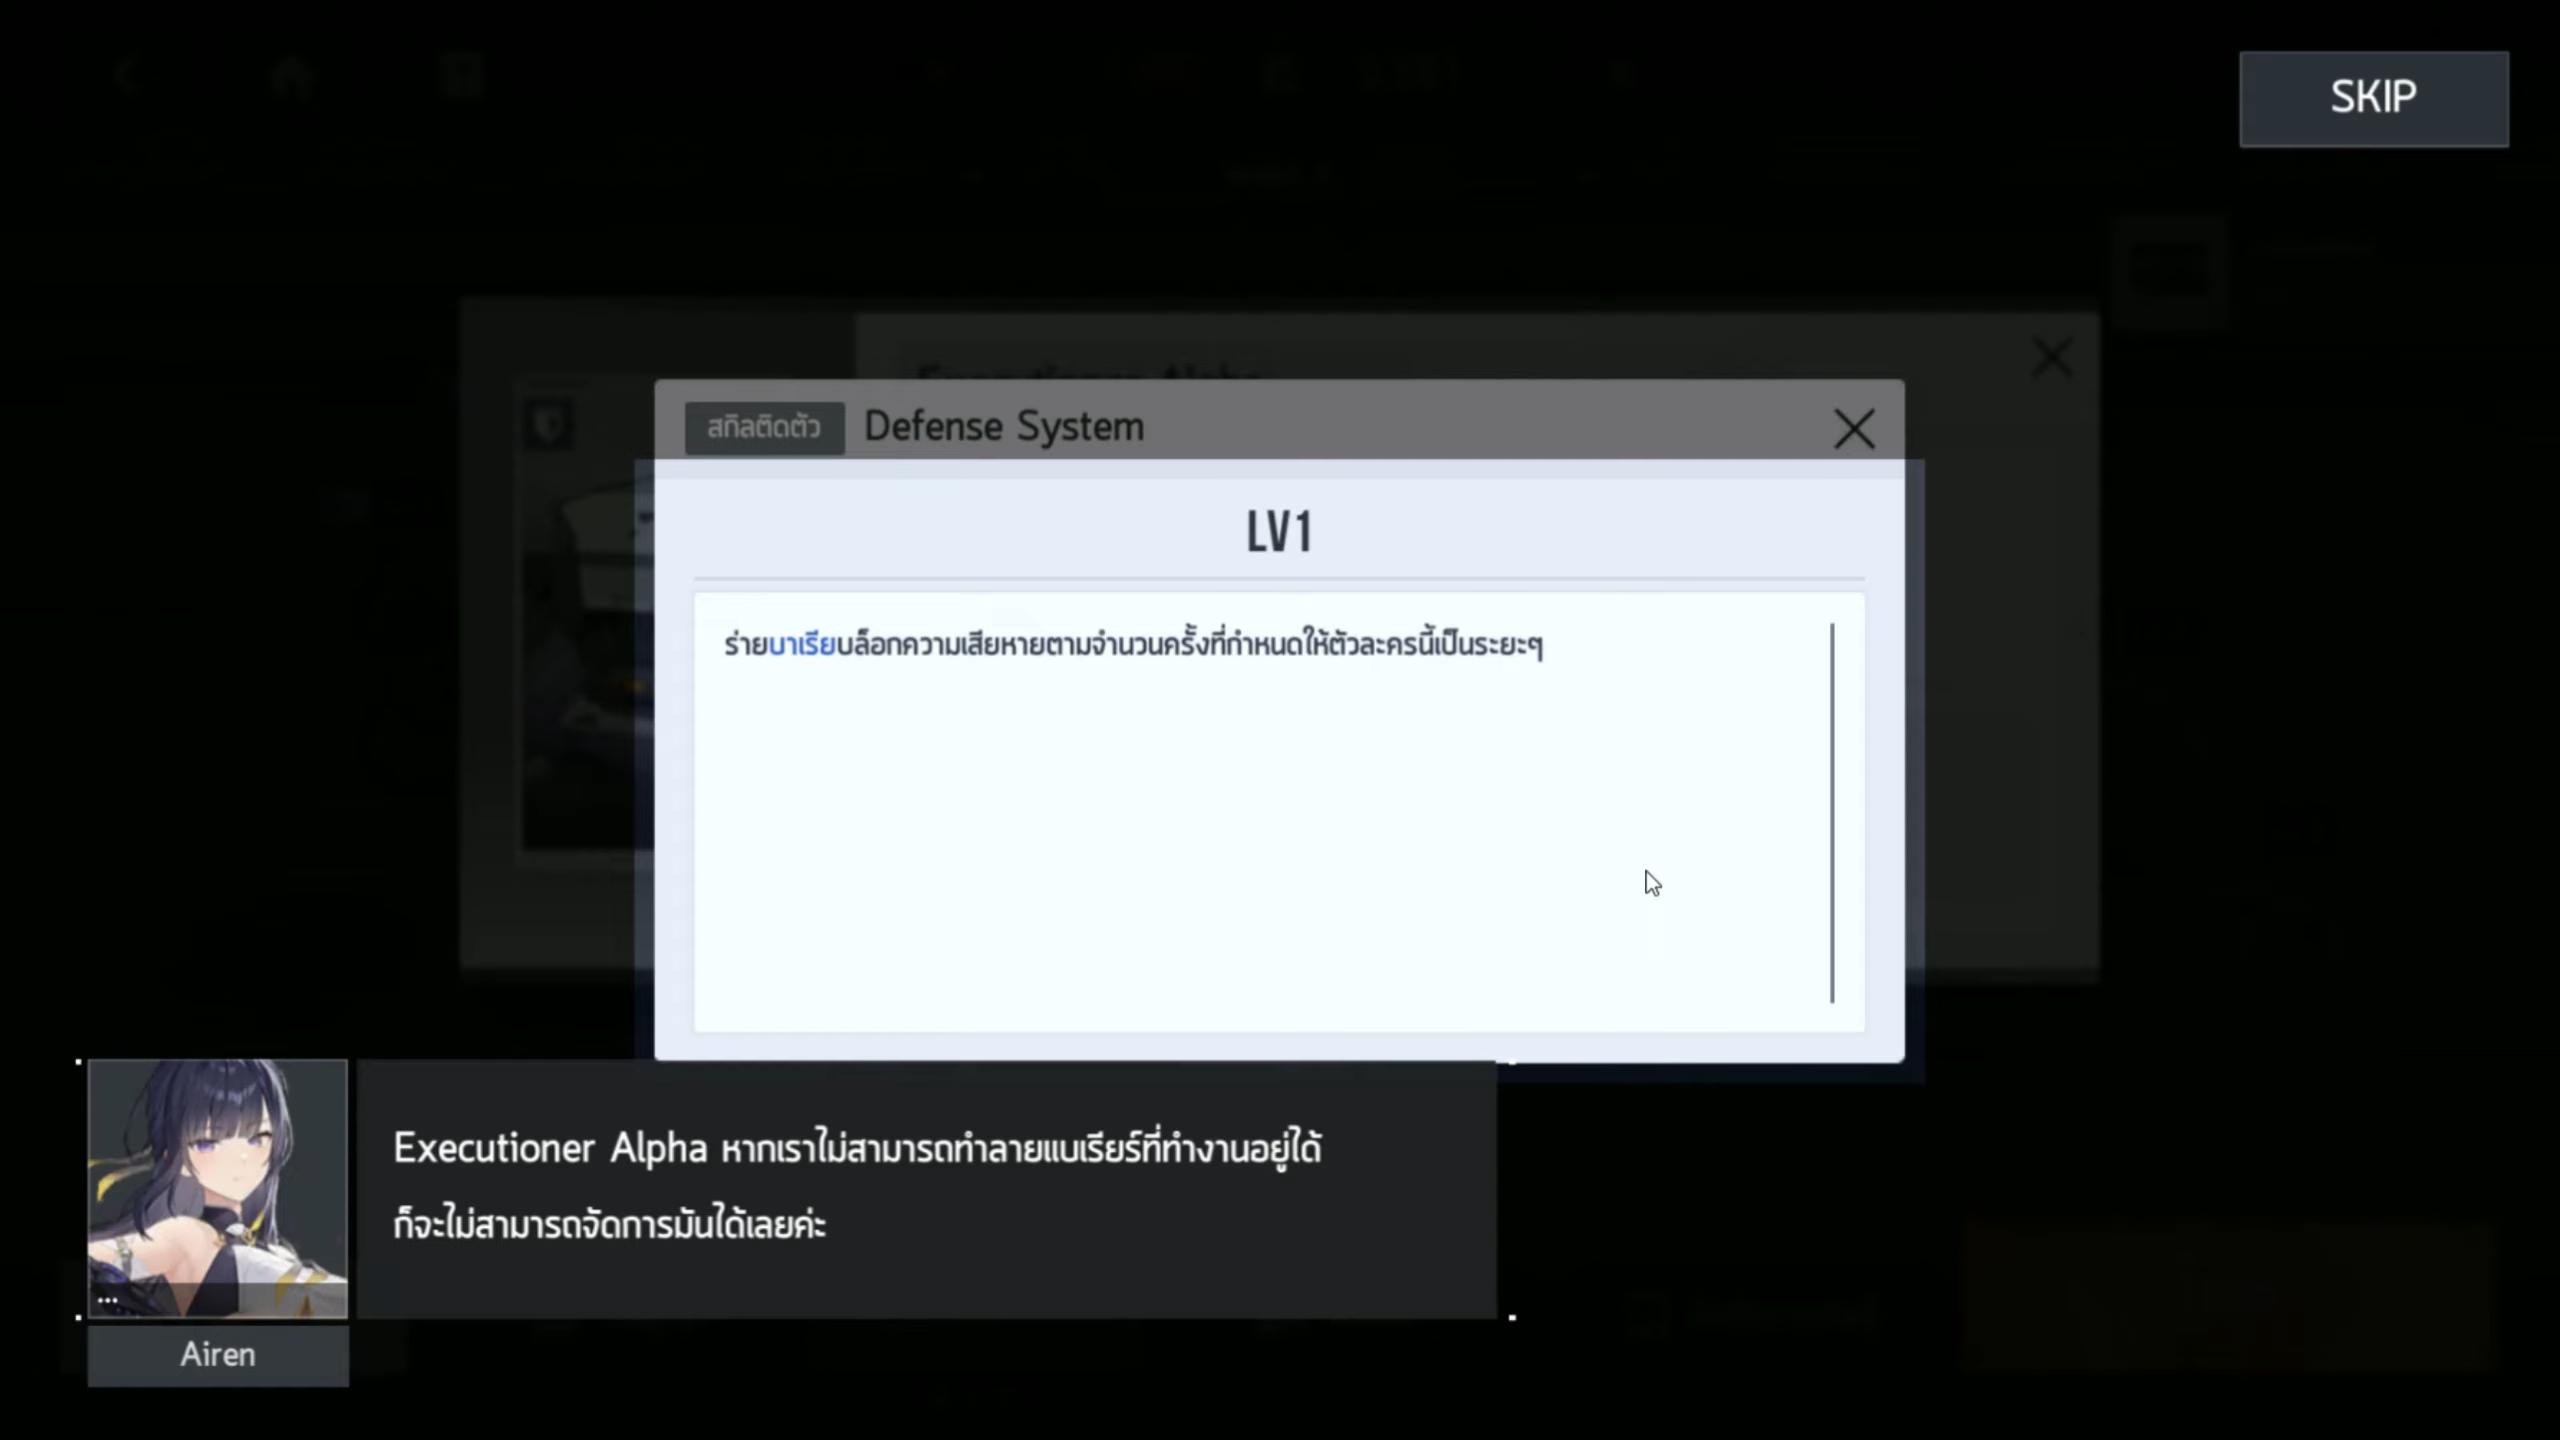 SKIP
สกิลติดตัว Defense System
LV1
ร่ายบาเรียบล็อกความเสียหายตามจำนวนครั้งที่กำหนดให้ตัวละครนี้เป็นระยะๆ
Executioner Alpha หากเราไม่สามารถทำลายแบเรียร์ที่ทำงานอยู่ได้
ก็จะไม่สามารถจัดการมันได้เลยค่ะ
...
Airen